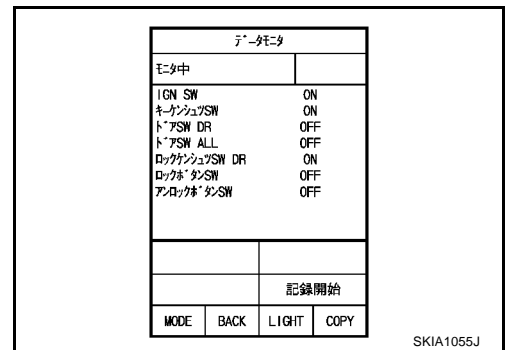 データモニタ
モニタ中
IGN SW ON
キーケンシュツSW ON
ドアSW DR OFF
ドアSW ALL OFF
ロックケンシュツSW DR ON
ロックボタンSW OFF
アンロックボタンSW OFF
記録開始
MODE BACK LIGHT COPY
SKIA1055J